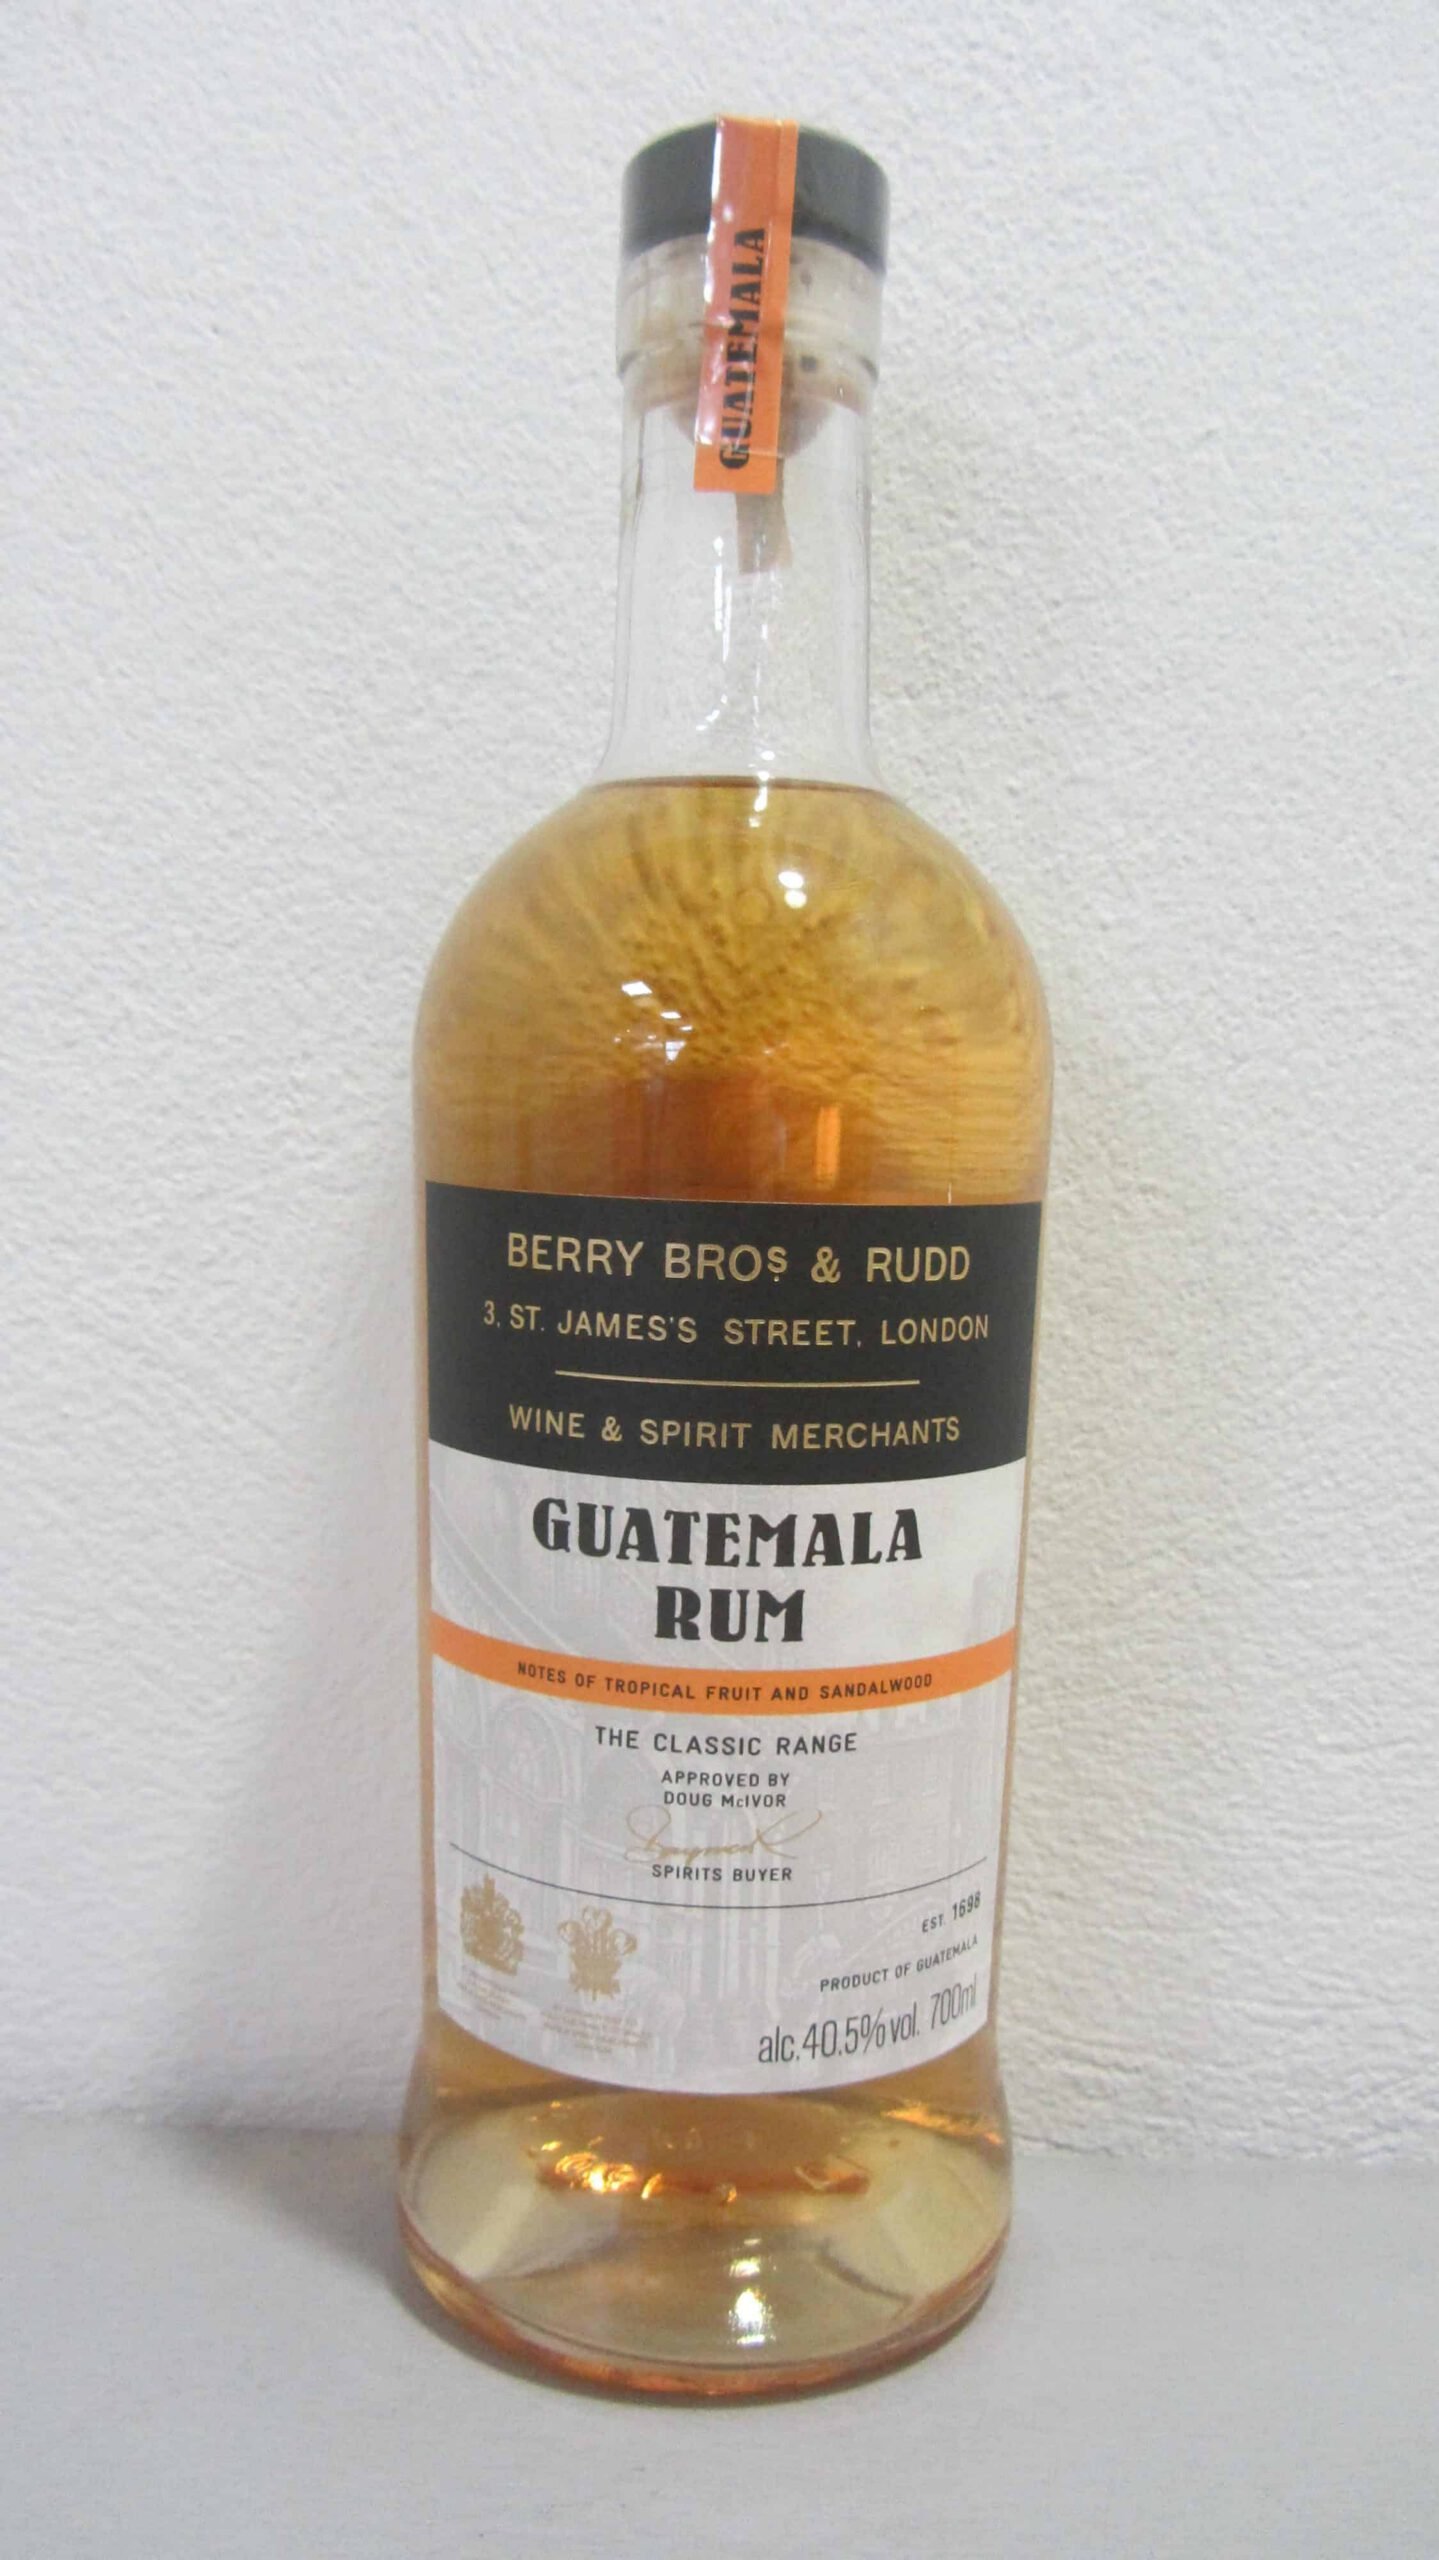 GUATEMALA
BERRY BROS & RUDD
3, ST. JAMES'S STREET, LONDON
WINE & SPIRIT MERCHANTS
GUATEMALA
RUM
NOTES OF TROPICAL FRUIT AND SANDALWOOD
THE CLASSIC RANGE
APPROVED BY
DOUG McIVOR
SPIRITS BUYER
EST. 1698
PRODUCT OF GUATEMALA
alc.40.5%vol. 700ml